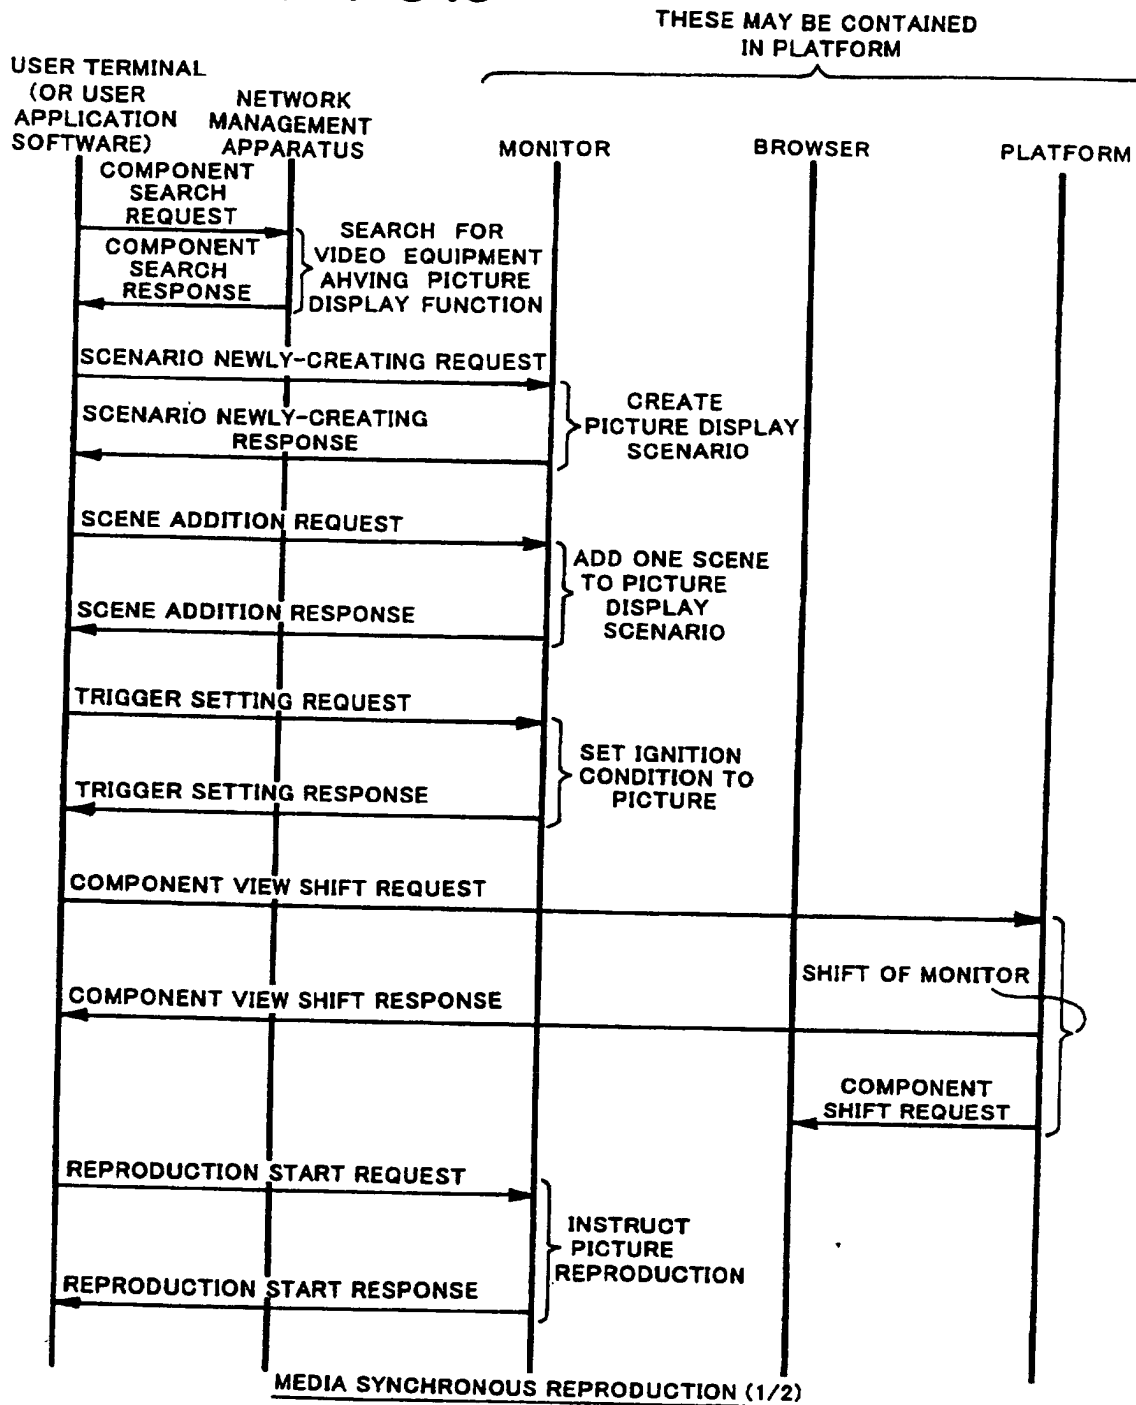 THESE MAY BE CONTAINED
IN PLATFORM
USER TERMINAL
(OR USER
APPLICATION
SOFTWARE)
NETWORK
MANAGEMENT
APPARATUS
MONITOR
BROWSER
PLATFORM
COMPONENT
SEARCH
REQUEST
COMPONENT
SEARCH
RESPONSE
SEARCH FOR
VIDEO EQUIPMENT
AHVING PICTURE
DISPLAY FUNCTION
SCENARIO NEWLY-CREATING REQUEST
SCENARIO NEWLY-CREATING
RESPONSE
CREATE
PICTURE DISPLAY
SCENARIO
SCENE ADDITION REQUEST
SCENE ADDITION RESPONSE
ADD ONE SCENE
TO PICTURE
DISPLAY
SCENARIO
TRIGGER SETTING REQUEST
TRIGGER SETTING RESPONSE
SET IGNITION
CONDITION TO
PICTURE
COMPONENT VIEW SHIFT REQUEST
SHIFT OF MONITOR
COMPONENT VIEW SHIFT RESPONSE
COMPONENT
SHIFT REQUEST
REPRODUCTION START REQUEST
INSTRUCT
PICTURE
REPRODUCTION
REPRODUCTION START RESPONSE
MEDIA SYNCHRONOUS REPRODUCTION (1/2)